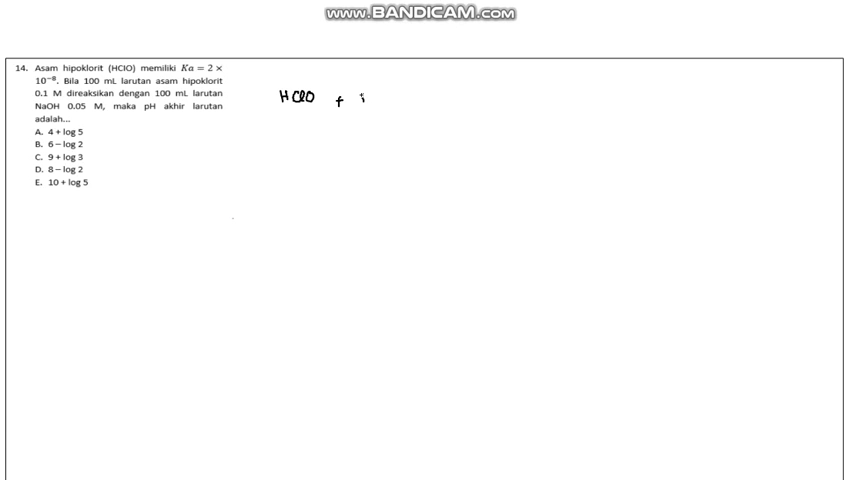 www.BANDICAM.com
14. Asam hipoklorit (HClO) memiliki Ka = 2 ×
10⁻⁸. Bila 100 mL larutan asam hipoklorit
0.1 M direaksikan dengan 100 mL larutan
NaOH 0.05 M, maka pH akhir larutan
adalah...
A. 4 + log 5
B. 6 – log 2
C. 9 + log 3
D. 8 – log 2
E. 10 + log 5
HClO +